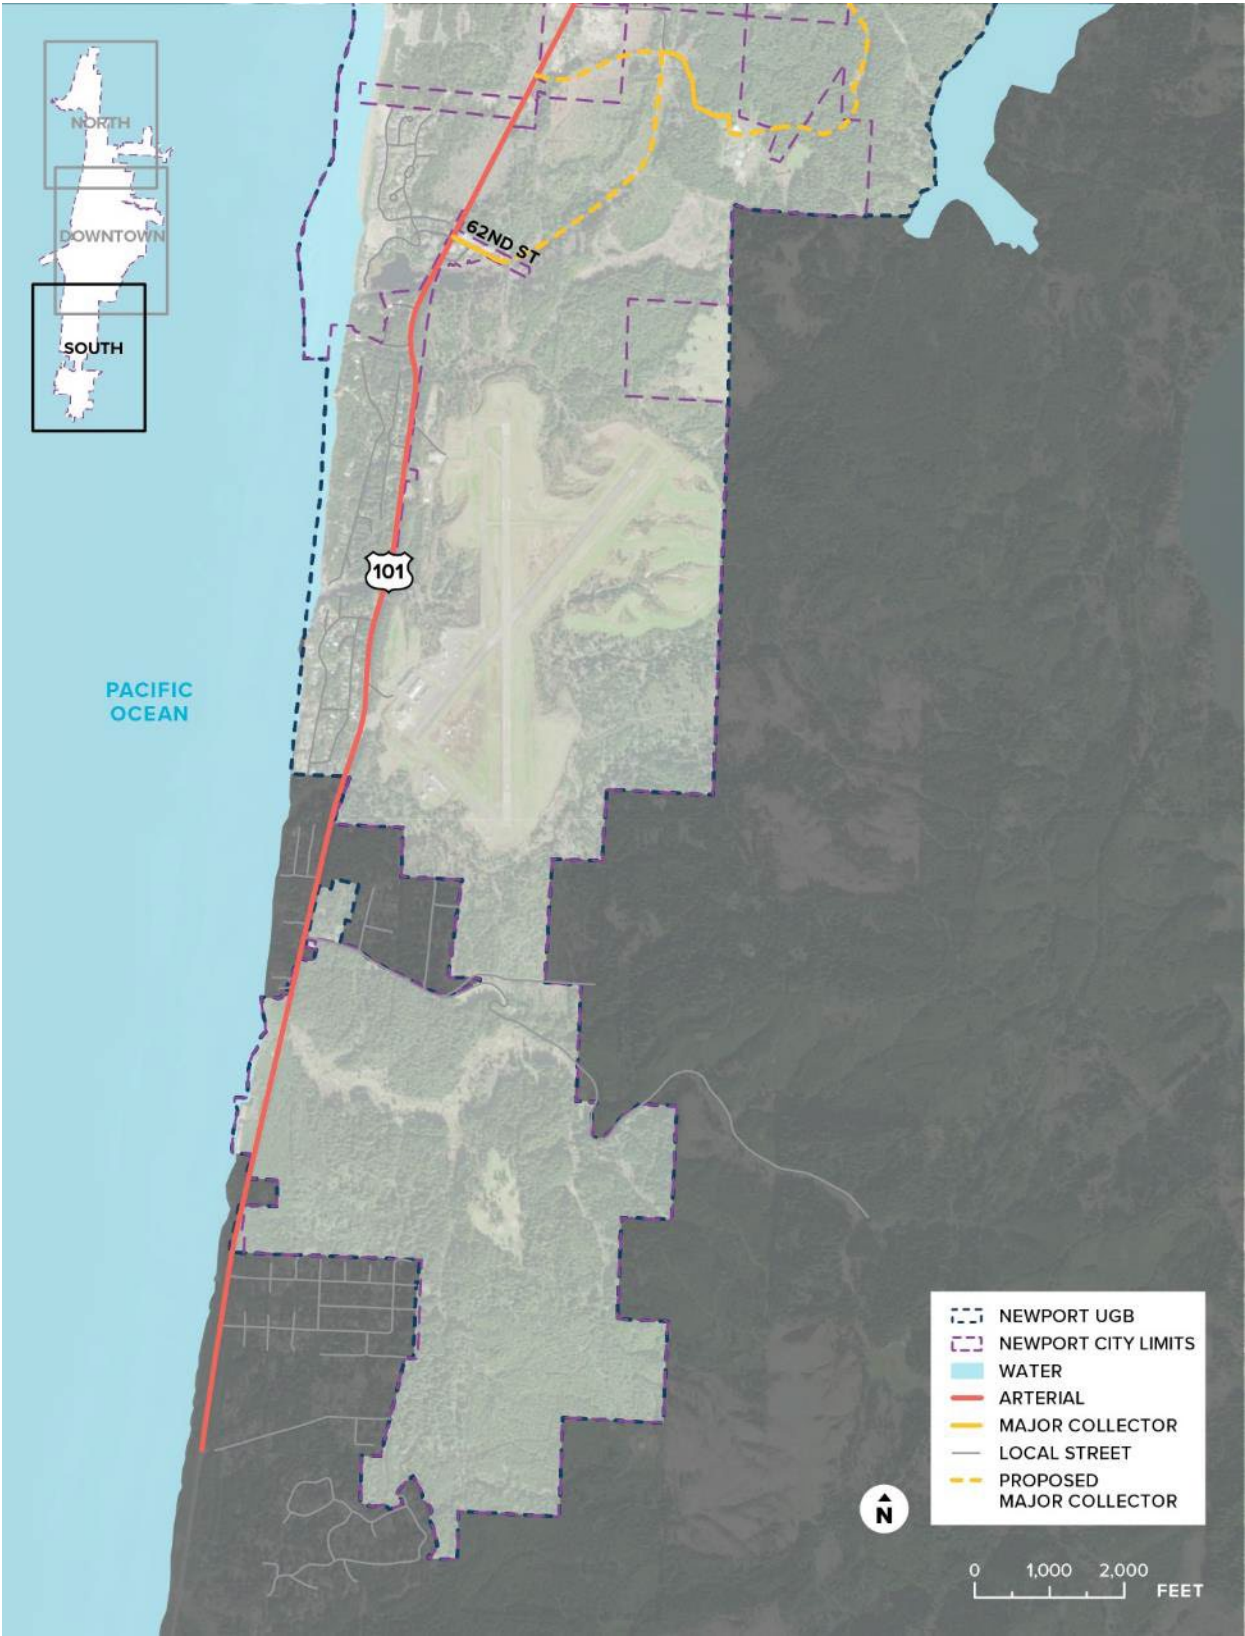 NORTH
DOWNTOWN
SOUTH
62ND ST
101
PACIFIC
OCEAN
NEWPORT UGB
NEWPORT CITY LIMITS
WATER
ARTERIAL
MAJOR COLLECTOR
LOCAL STREET
PROPOSED
MAJOR COLLECTOR
N
0 1,000 2,000
FEET